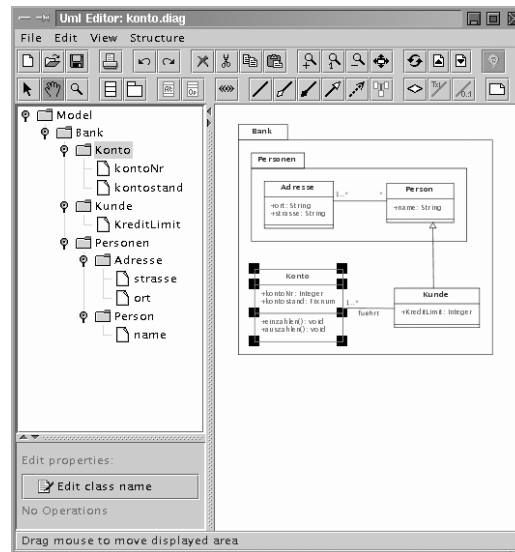 Uml Editor: konto.diag
File Edit View Structure
Model
Bank
Konto
kontoNr
kontostand
Kunde
KreditLimit
Personen
Adresse
strasse
ort
Person
name
Edit properties:
Edit class name
No Operations
Drag mouse to move displayed area
Bank
Personen
Adresse
+ort: String
+strasse: String
1..*
*
Person
+name: String
Konto
+kontoNr: Integer
+kontostand: Fixnum
+einzahlen(): void
+auszahlen(): void
1..*
fuehrt
Kunde
+KreditLimit: Integer